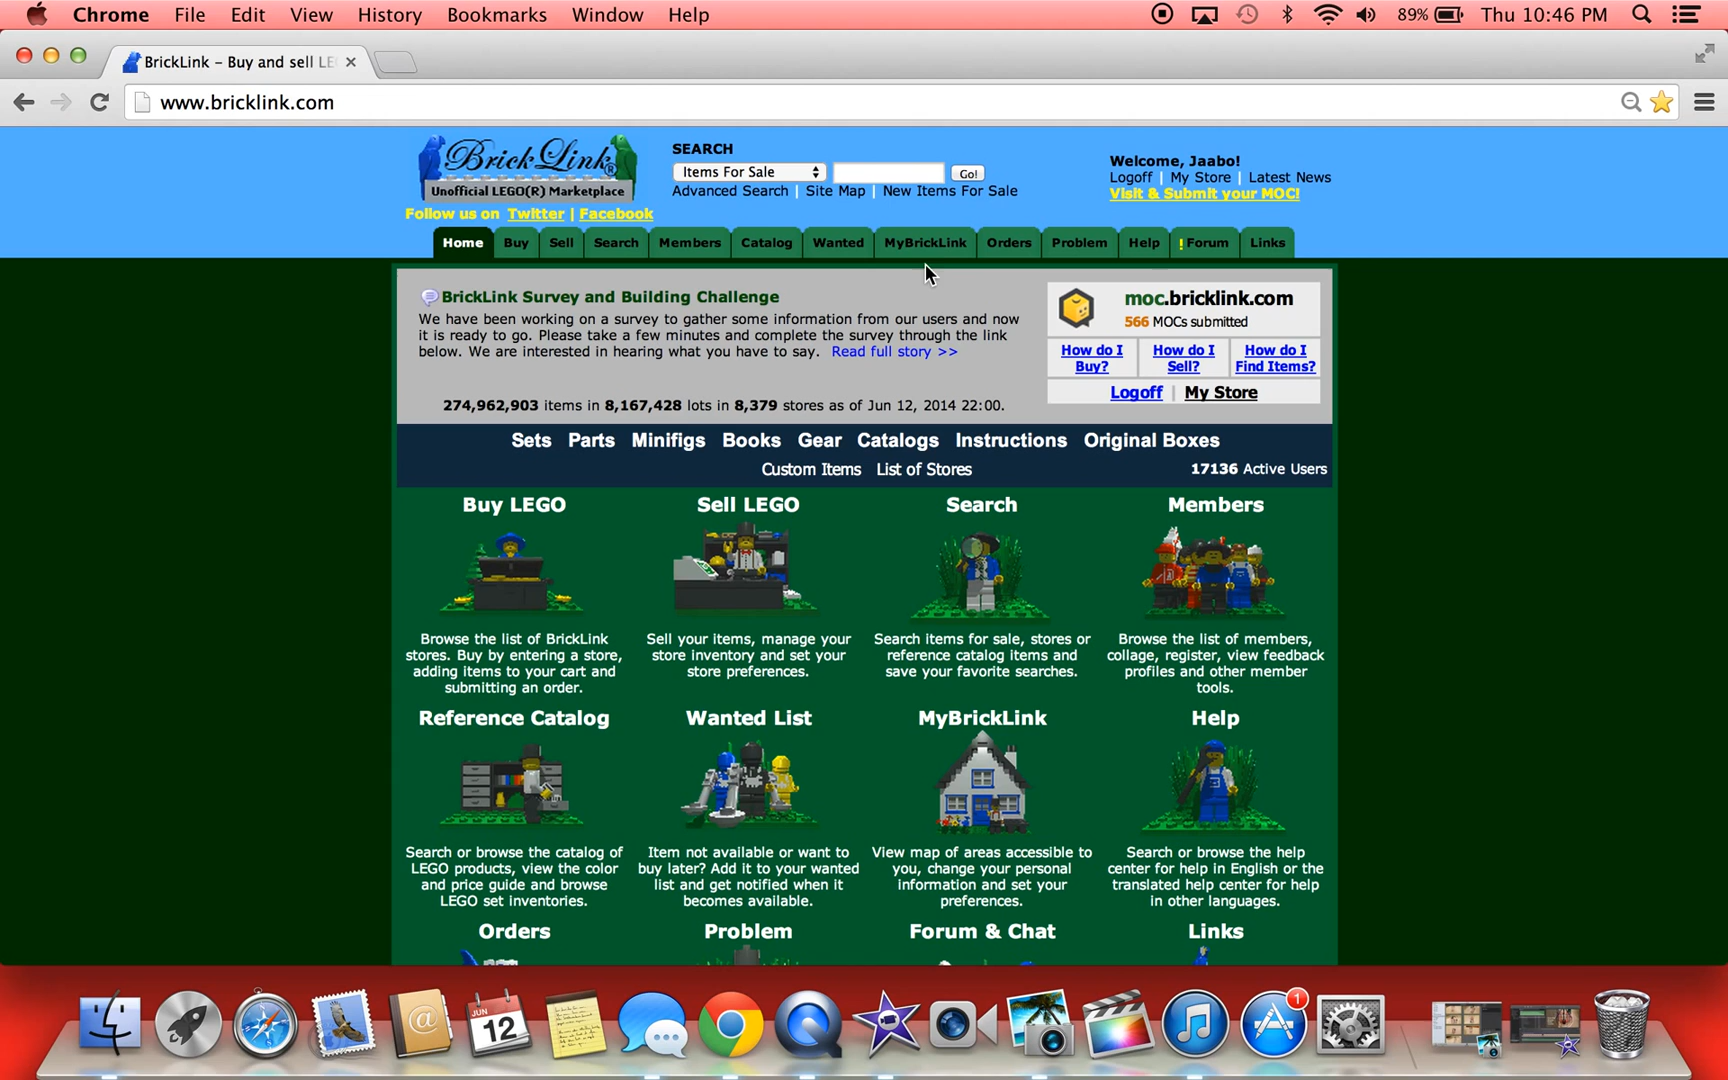 Chrome File Edit View History Bookmarks Window Help 89% Thu 10:46 PM
BrickLink - Buy and sell LE
www.bricklink.com
BrickLink®
Unofficial LEGO(R) Marketplace
Follow us on Twitter | Facebook
SEARCH
Items For Sale Go!
Advanced Search | Site Map | New Items For Sale
Welcome, Jaabo!
Logoff | My Store | Latest News
Visit & Submit your MOC!
Home Buy Sell Search Members Catalog Wanted MyBrickLink Orders Problem Help !Forum Links
BrickLink Survey and Building Challenge
We have been working on a survey to gather some information from our users and now
it is ready to go. Please take a few minutes and complete the survey through the link
below. We are interested in hearing what you have to say. Read full story >>
274,962,903 items in 8,167,428 lots in 8,379 stores as of Jun 12, 2014 22:00.
moc.bricklink.com
566 MOCs submitted
How do I Buy?
How do I Sell?
How do I Find Items?
Logoff | My Store
Sets Parts Minifigs Books Gear Catalogs Instructions Original Boxes
Custom Items List of Stores 17136 Active Users
Buy LEGO
Browse the list of BrickLink
stores. Buy by entering a store,
adding items to your cart and
submitting an order.
Sell LEGO
Sell your items, manage your
store inventory and set your
store preferences.
Search
Search items for sale, stores or
reference catalog items and
save your favorite searches.
Members
Browse the list of members,
collage, register, view feedback
profiles and other member
tools.
Reference Catalog
Search or browse the catalog of
LEGO products, view the color
and price guide and browse
LEGO set inventories.
Wanted List
Item not available or want to
buy later? Add it to your wanted
list and get notified when it
becomes available.
MyBrickLink
View map of areas accessible to
you, change your personal
information and set your
preferences.
Help
Search or browse the help
center for help in English or the
translated help center for help
in other languages.
Orders Problem Forum & Chat Links
JUN
12
1